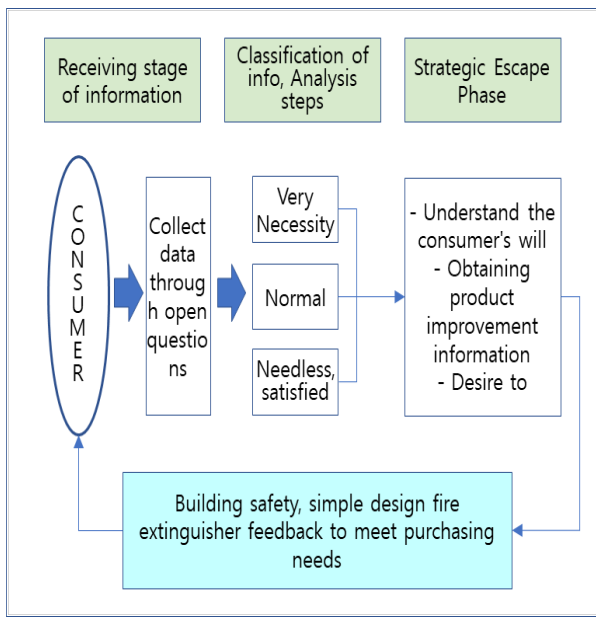 Receiving stage
of information
Classification of
info, Analysis
steps
Strategic Escape
Phase
CONSUMER
Collect
data
throug
h open
questio
ns
Very
Necessity
Normal
Needless,
satisfied
- Understand the
consumer's will
- Obtaining
product
improvement
information
- Desire to
Building safety, simple design fire
extinguisher feedback to meet purchasing
needs